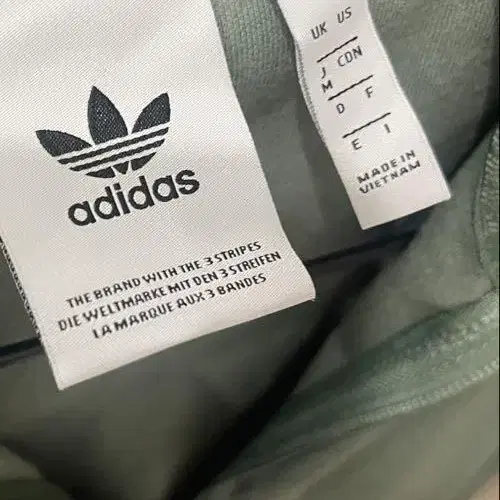 adidas
THE BRAND WITH THE 3 STRIPES
DIE WELTMARKE MIT DEN 3 STREIFEN
LA MARQUE AUX 3 BANDES
UK US
J CDN
M
D F
E I
MADE IN
VIETNAM